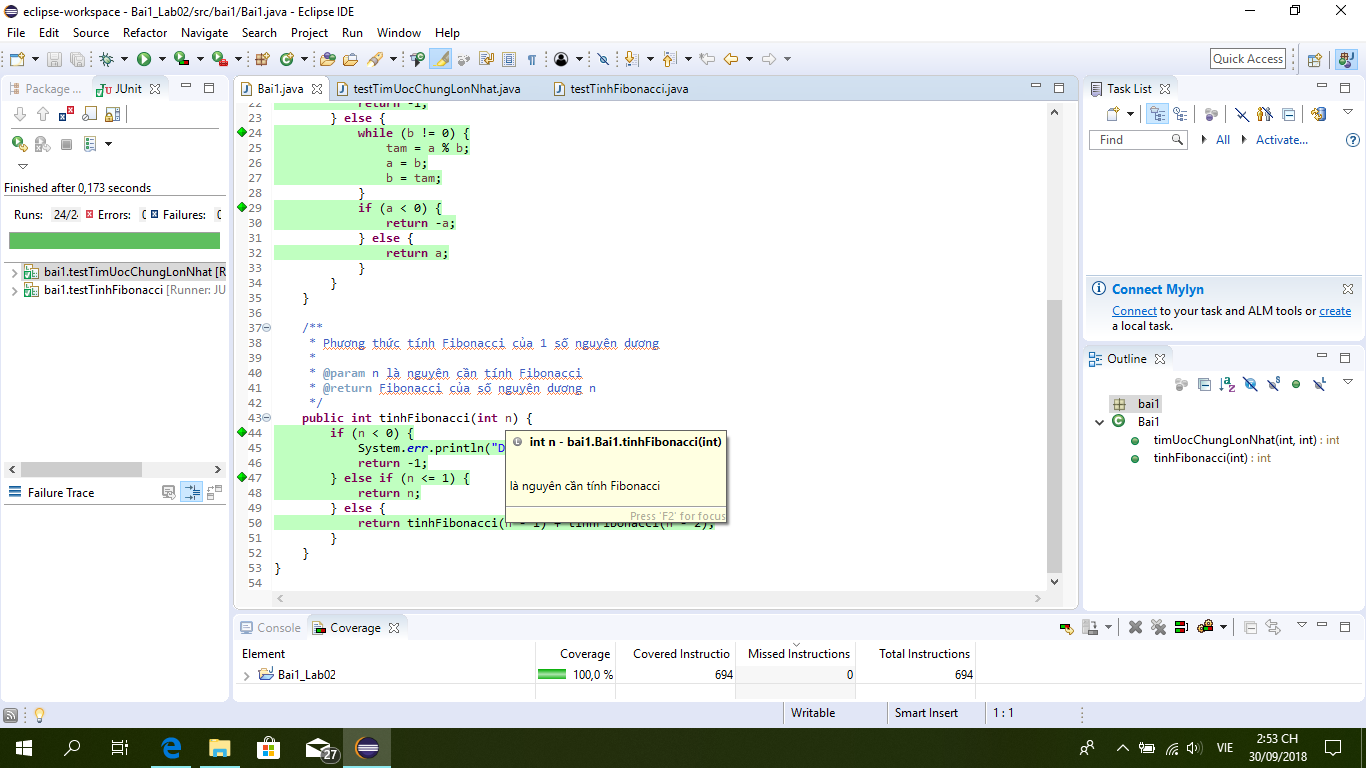 eclipse-workspace - Bai1_Lab02/src/bai1/Bai1.java - Eclipse IDE
File Edit Source Refactor Navigate Search Project Run Window Help
Quick Access
Package ... JUnit
Finished after 0,173 seconds
Runs: 24/2 Errors: Failures:
bai1.testTimUocChungLonNhat [R
bai1.testTinhFibonacci [Runner: JU
Failure Trace
Bai1.java testTimUocChungLonNhat.java testTinhFibonacci.java
22 return -1;
23 } else {
24 while (b != 0) {
25 tam = a % b;
26 a = b;
27 b = tam;
28 }
29 if (a < 0) {
30 return -a;
31 } else {
32 return a;
33 }
34 }
35 }
36
37 /**
38 * Phương thức tính Fibonacci của 1 số nguyên dương
39 *
40 * @param n là nguyên cần tính Fibonacci
41 * @return Fibonacci của số nguyên dương n
42 */
43 public int tinhFibonacci(int n) {
44 if (n < 0) {
45 System.err.println("D
46 return -1;
47 } else if (n <= 1) {
48 return n;
49 } else {
50 return tinhFibonacci(n - 1) + tinhFibonacci(n - 2);
51 }
52 }
53 }
54
int n - bai1.Bai1.tinhFibonacci(int)
là nguyên cần tính Fibonacci
Press 'F2' for focus
Task List
Find All Activate...
Connect Mylyn
Connect to your task and ALM tools or create
a local task.
Outline
bai1
Bai1
timUocChungLonNhat(int, int) : int
tinhFibonacci(int) : int
Console Coverage
Element Coverage Covered Instructio Missed Instructions Total Instructions
Bai1_Lab02 100,0 % 694 0 694
Writable Smart Insert 1 : 1
27
VIE
2:53 CH
30/09/2018